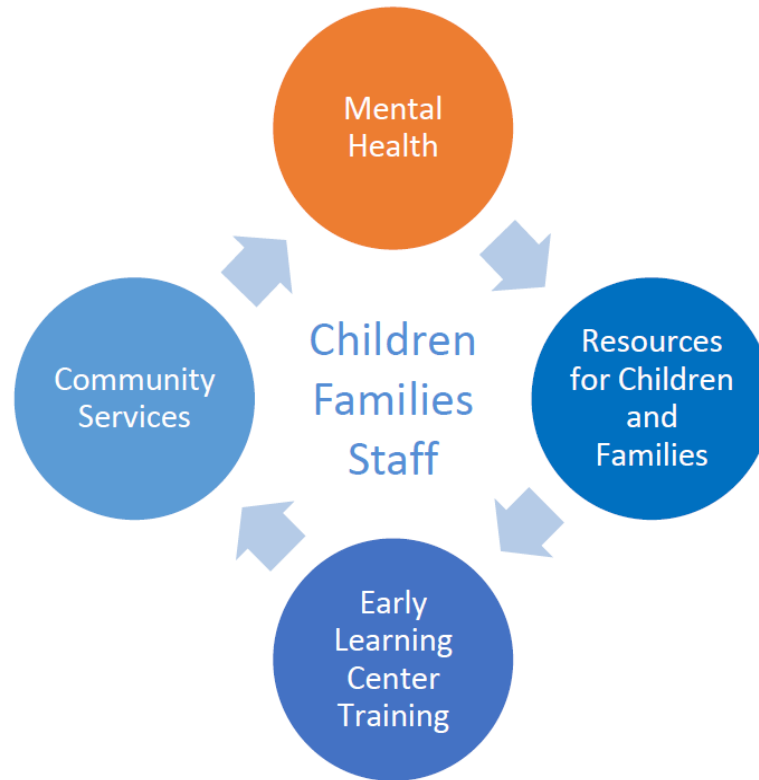 Mental
Health
Resources
for Children
and
Families
Children
Families
Staff
Community
Services
Early
Learning
Center
Training